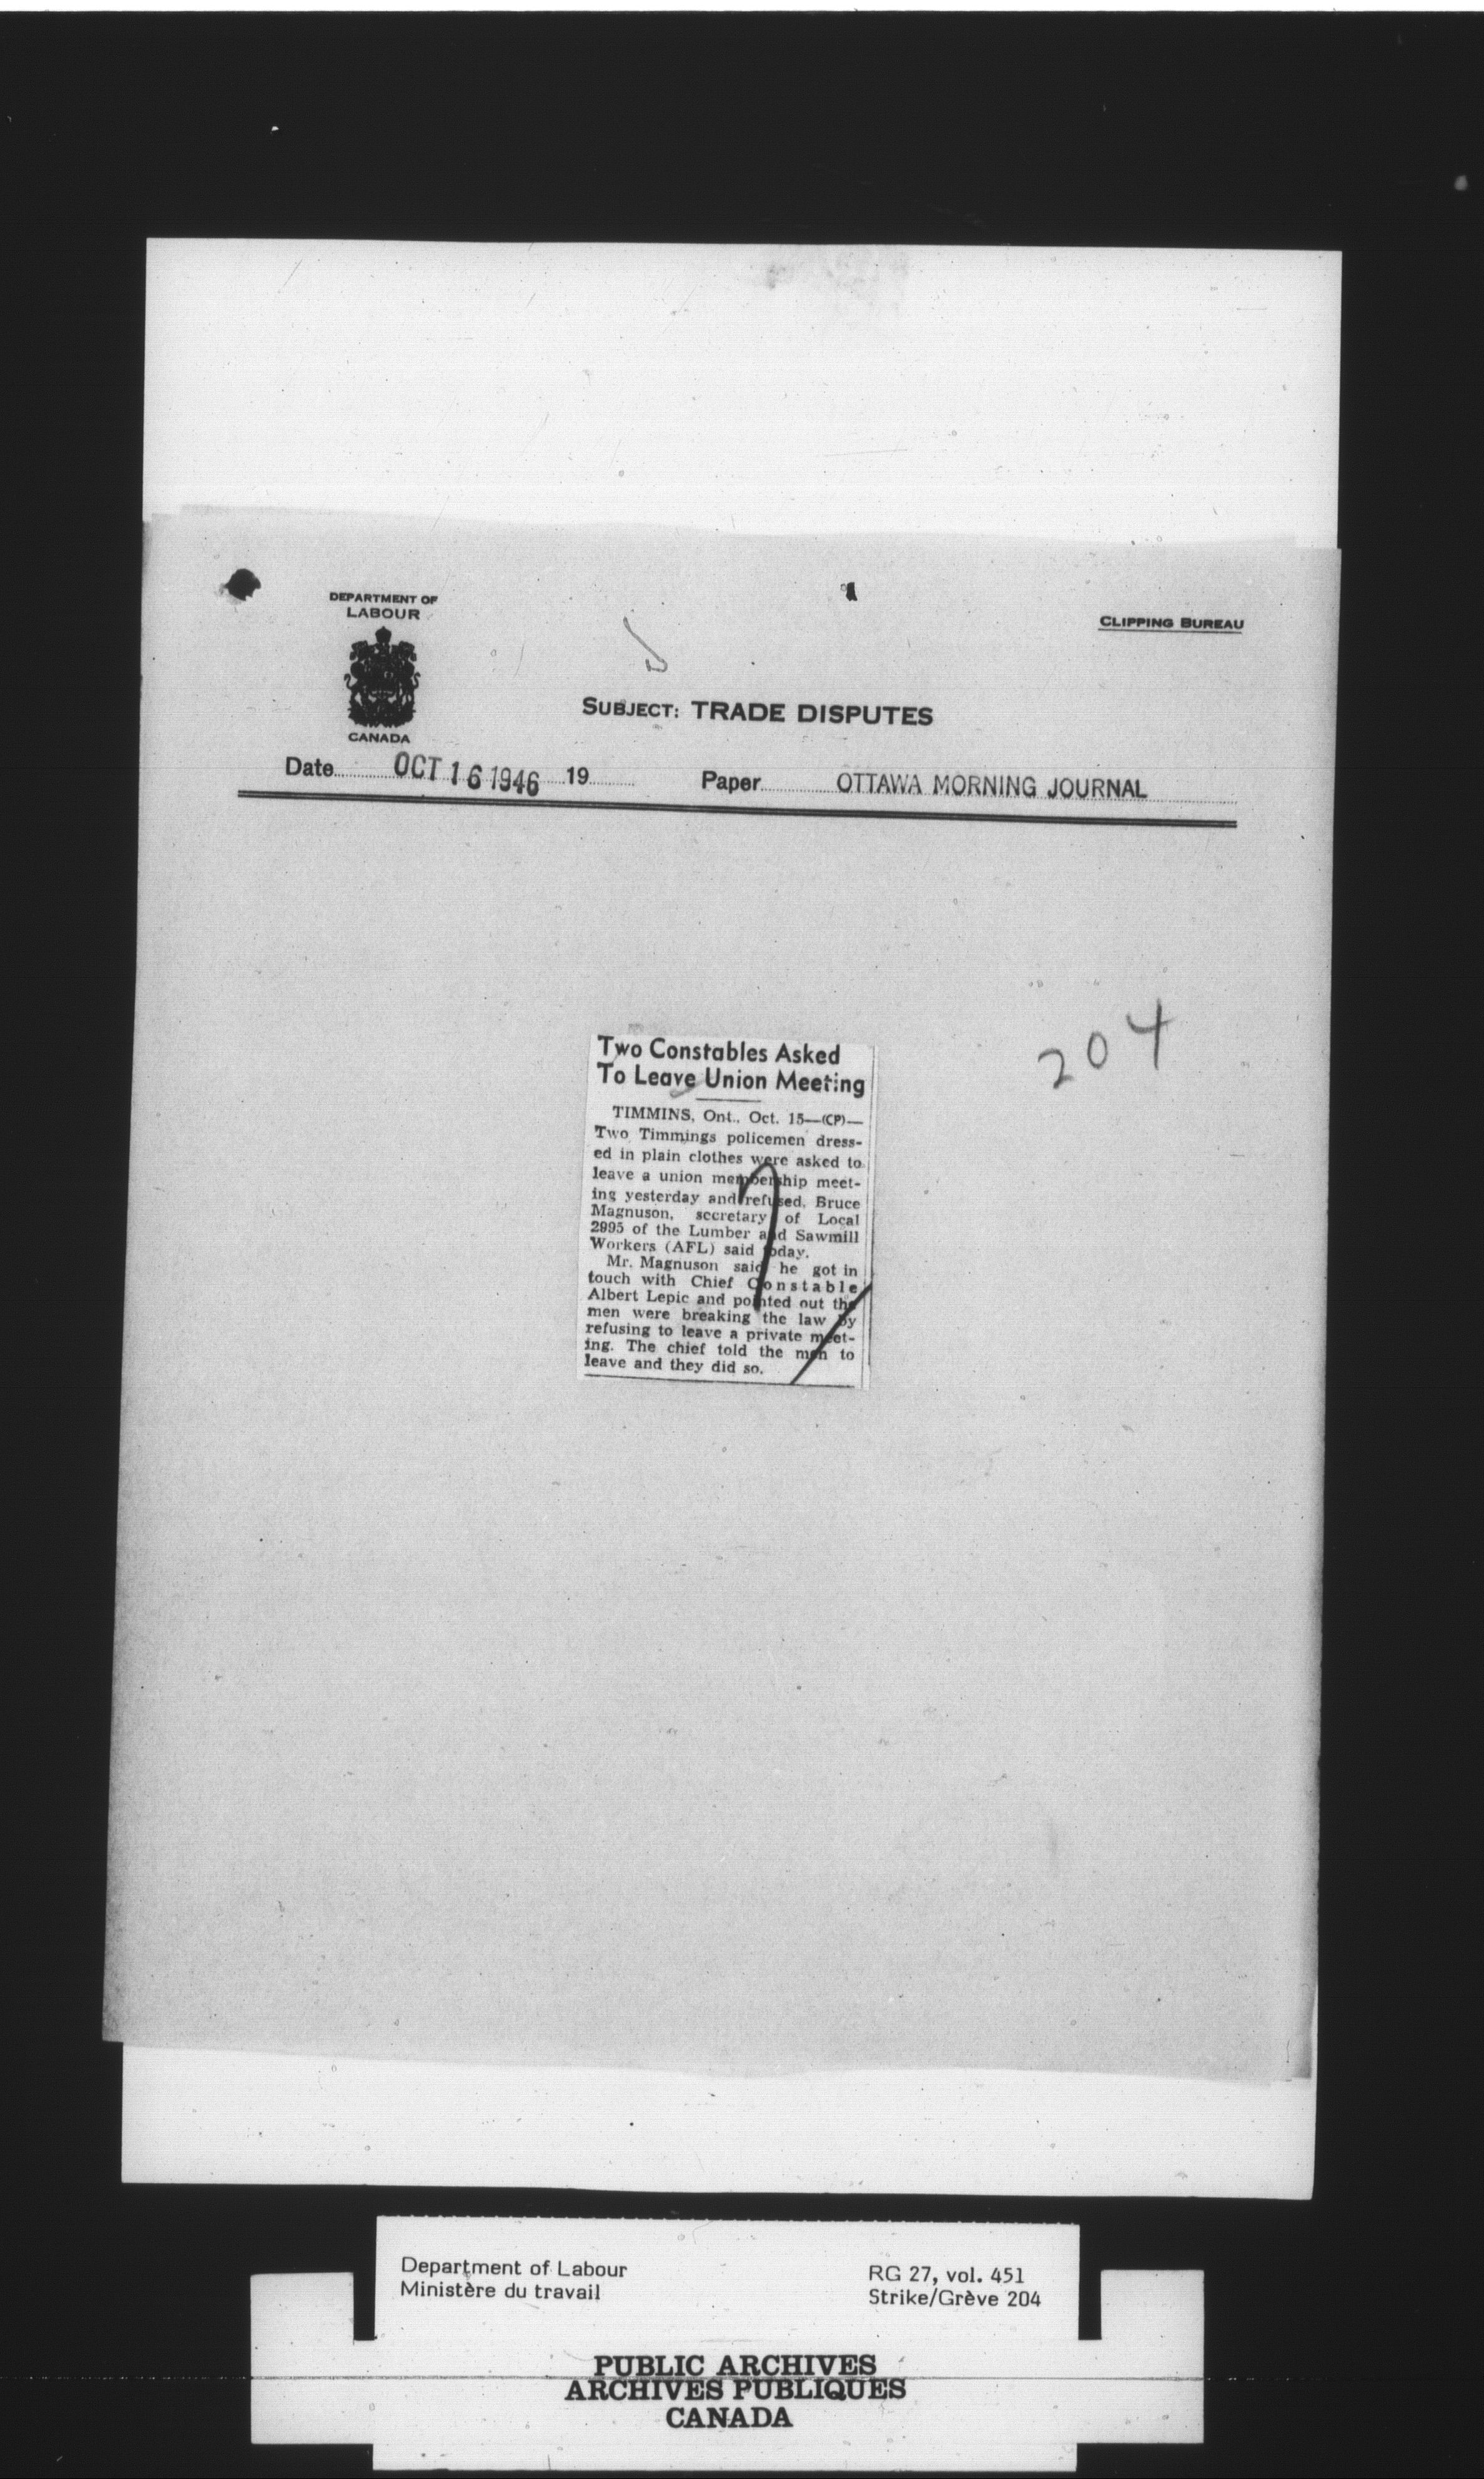 DEPARTMENT OF
LABOUR
CANADA
CLIPPING BUREAU
SUBJECT: TRADE DISPUTES
Date OCT 16 1946 19 Paper OTTAWA MORNING JOURNAL
204
Two Constables Asked
To Leave Union Meeting
TIMMINS, Ont., Oct. 15—(CP)—
Two Timmings policemen dress-
ed in plain clothes were asked to
leave a union membership meet-
ing yesterday and refused, Bruce
Magnuson, secretary of Local
2995 of the Lumber and Sawmill
Workers (AFL) said today.
Mr. Magnuson said he got in
touch with Chief Constable
Albert Lepic and pointed out the
men were breaking the law by
refusing to leave a private meet-
ing. The chief told the men to
leave and they did so.
Department of Labour
Ministère du travail
RG 27, vol. 451
Strike/Grève 204
PUBLIC ARCHIVES
ARCHIVES PUBLIQUES
CANADA